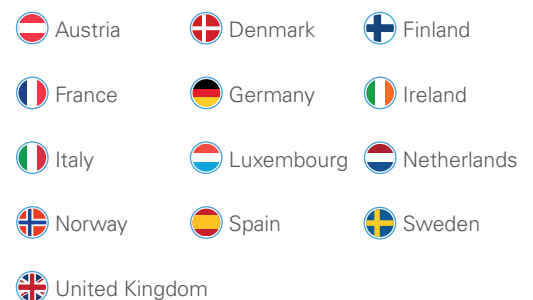 Austria Denmark Finland
France Germany Ireland
Italy Luxembourg Netherlands
Norway Spain Sweden
United Kingdom